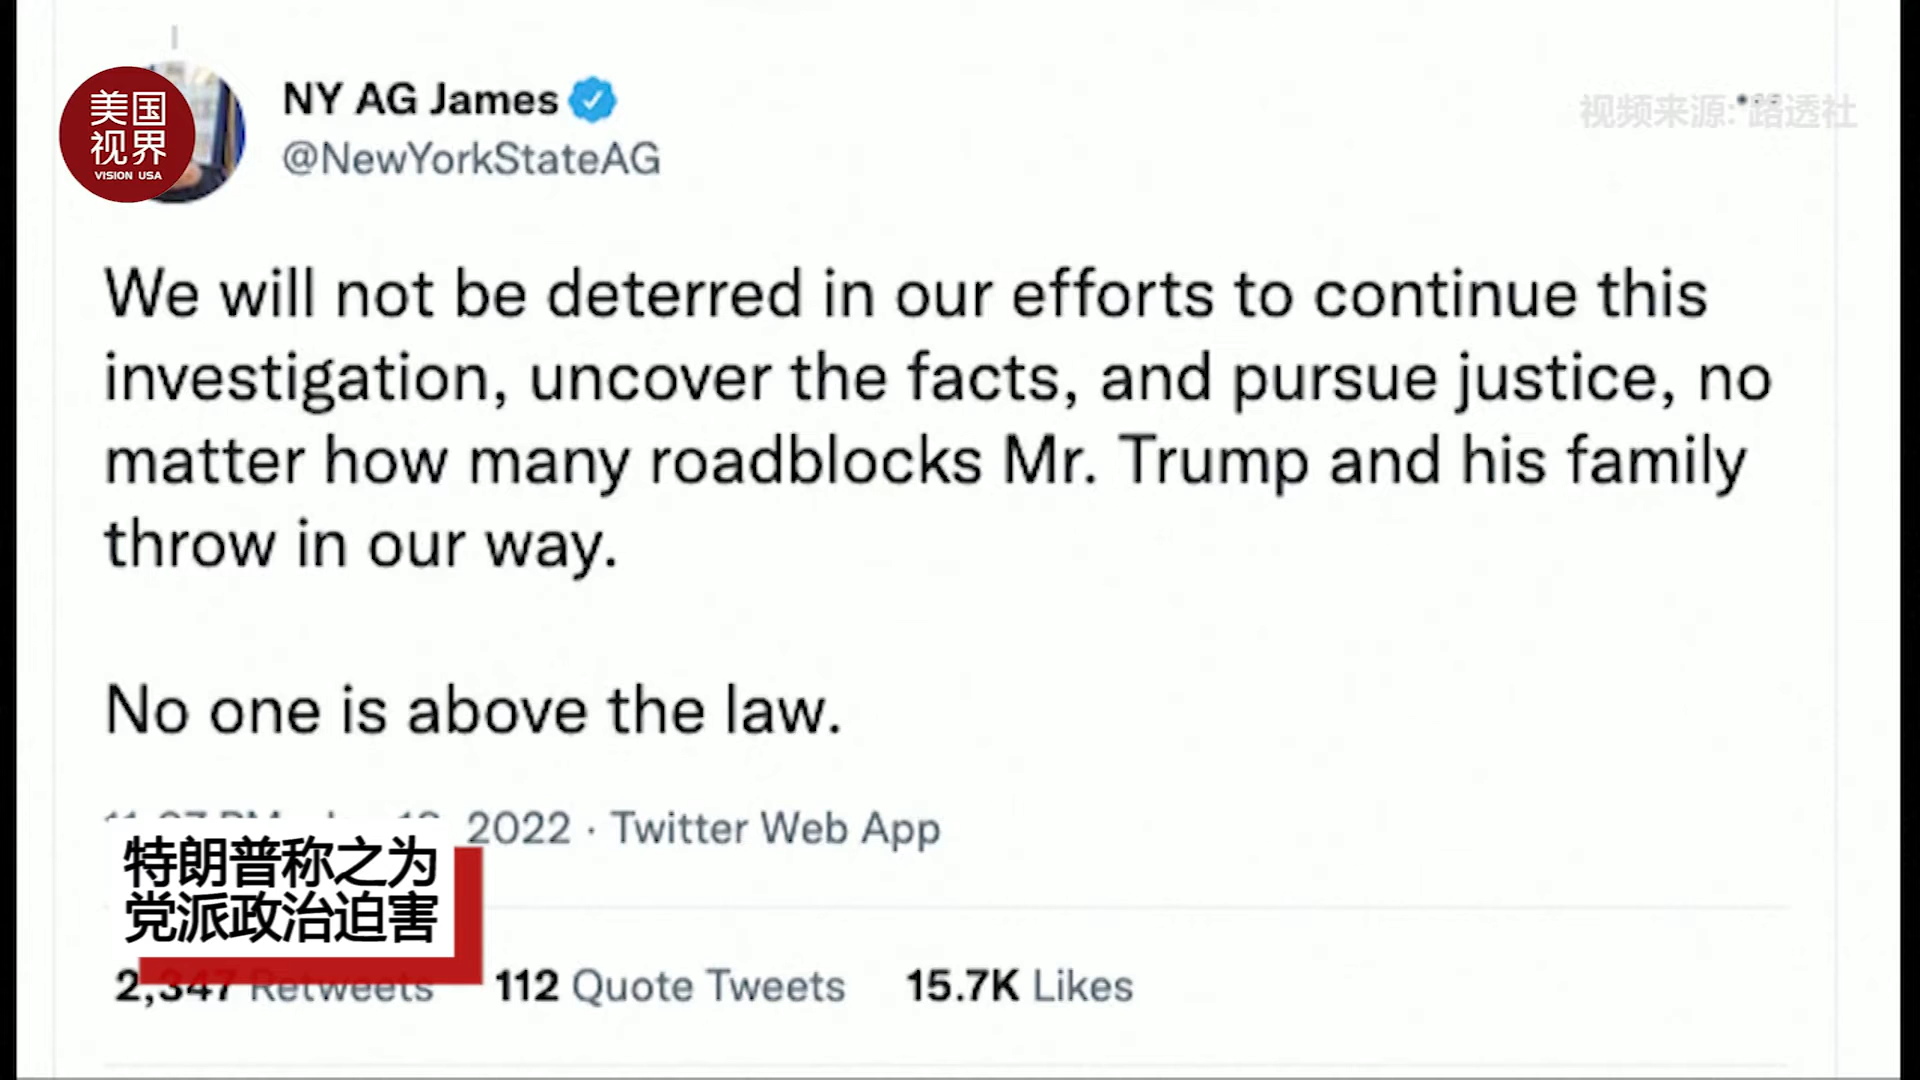 美国
视界
VISION USA
NY AG James
@NewYorkStateAG
视频来源: 路透社
We will not be deterred in our efforts to continue this
investigation, uncover the facts, and pursue justice, no
matter how many roadblocks Mr. Trump and his family
throw in our way.
No one is above the law.
2022 · Twitter Web App
特朗普称之为
党派政治迫害
2,347 Retweets 112 Quote Tweets 15.7K Likes